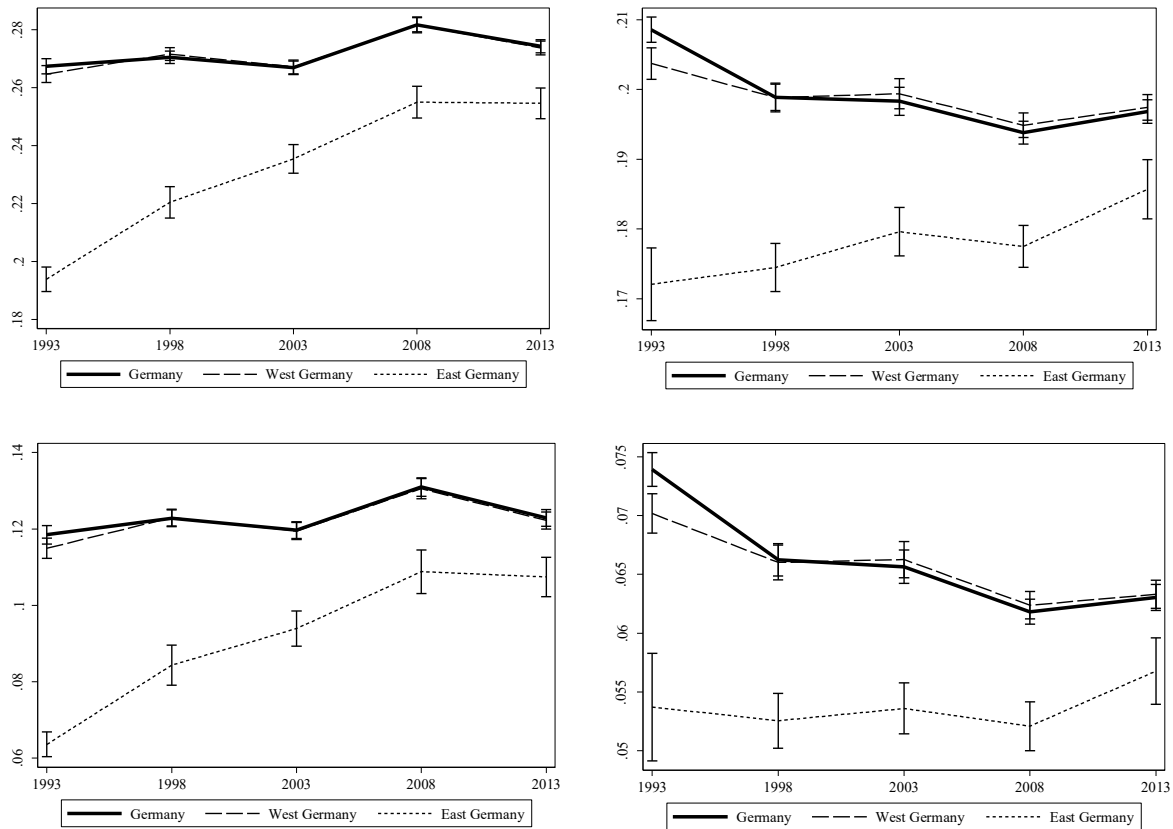 .28
.26
.24
.22
.2
.18
1993 1998 2003 2008 2013
Germany West Germany East Germany
.21
.2
.19
.18
.17
1993 1998 2003 2008 2013
Germany West Germany East Germany
.14
.12
.1
.08
.06
1993 1998 2003 2008 2013
Germany West Germany East Germany
.075
.07
.065
.06
.055
.05
1993 1998 2003 2008 2013
Germany West Germany East Germany